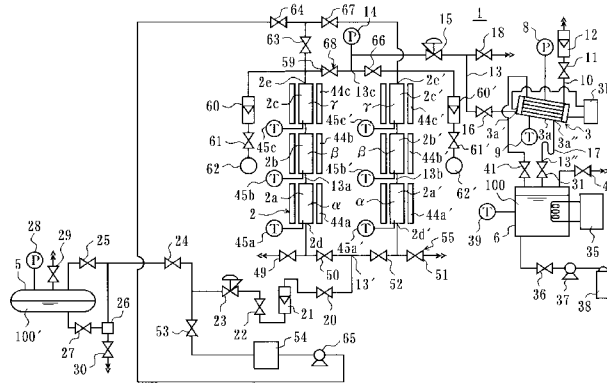 64 67 14 15 1 18 8 12
63 68 66 11
59 13 10
2e 13c 2c' 60' 3b
60 2c 44c γ γ 2c' 44c' 16 3a' 3a 3
45c 45c' 61' 3a"
61 2b 44b 2b' 9 17
62 β β 44b' 62' 41 13"
45b 13a 45b' 13b 100 31 4
2a α 44a α 2a' 44a'
28 29 2 39
45a 2d 45a' 2d' 55 6 35
25 24 49 50 13' 52 51
5 36 37 38
100' 26 23 22 21 20
27 30 53 54 65
P P P
T T T T T T T T